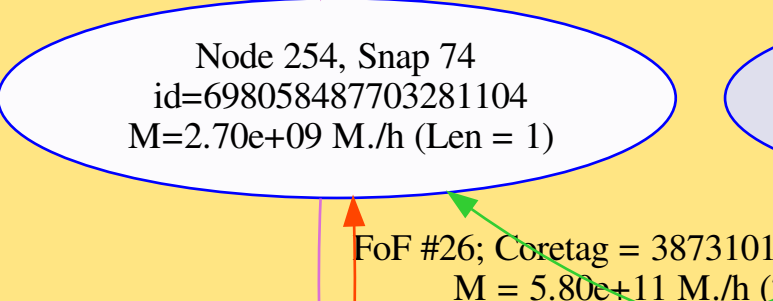 Node 254, Snap 74
id=698058487703281104
M=2.70e+09 M./h (Len = 1)
FoF #26; Coretag = 3873101
M = 5.80e+11 M./h (